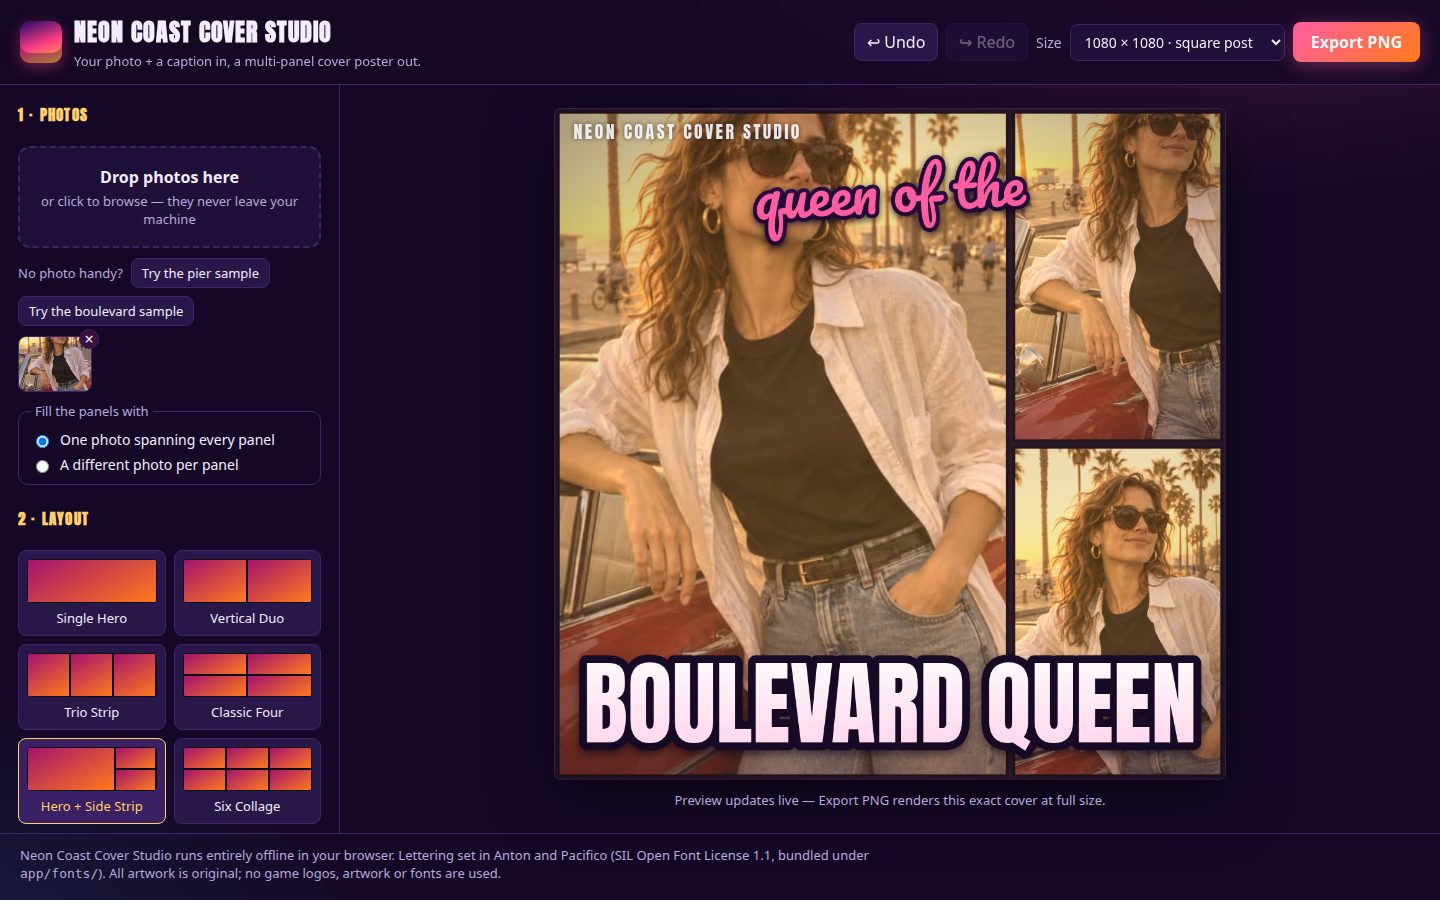 NEON COAST COVER STUDIO
Your photo + a caption in, a multi-panel cover poster out.
↩ Undo
↪ Redo
Size
1080 × 1080 · square post
Export PNG
1 · PHOTOS
Drop photos here
or click to browse — they never leave your
machine
No photo handy?
Try the pier sample
Try the boulevard sample
✕
Fill the panels with
One photo spanning every panel
A different photo per panel
2 · LAYOUT
Single Hero
Vertical Duo
Trio Strip
Classic Four
Hero + Side Strip
Six Collage
NEON COAST COVER STUDIO
queen of the
BOULEVARD QUEEN
Preview updates live — Export PNG renders this exact cover at full size.
Neon Coast Cover Studio runs entirely offline in your browser. Lettering set in Anton and Pacifico (SIL Open Font License 1.1, bundled under
app/fonts/). All artwork is original; no game logos, artwork or fonts are used.